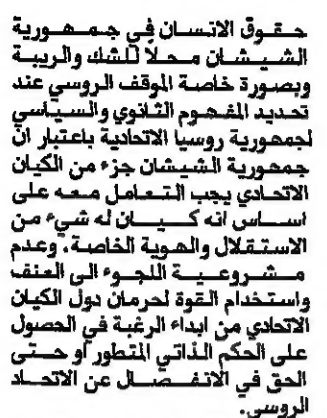 حقوق الانسان في جمهورية
الشيشان محلاً للشك والريبة
وبصورة خاصة الموقف الروسي عند
تحديد المفهوم الثانوي والسياسي
لجمهورية روسيا الاتحادية باعتبار ان
جمهورية الشيشان جزء من الكيان
الاتحادي يجب التعامل معه على
اساس انه كيان له شيء من
الاستقلال والهوية الخاصة، وعدم
مشروعية اللجوء الى العنف
واستخدام القوة لحرمان دول الكيان
الاتحادي من ابداء الرغبة في الحصول
على الحكم الذاتي المتطور او حتى
الحق في الانفصال عن الاتحاد
الروسي.